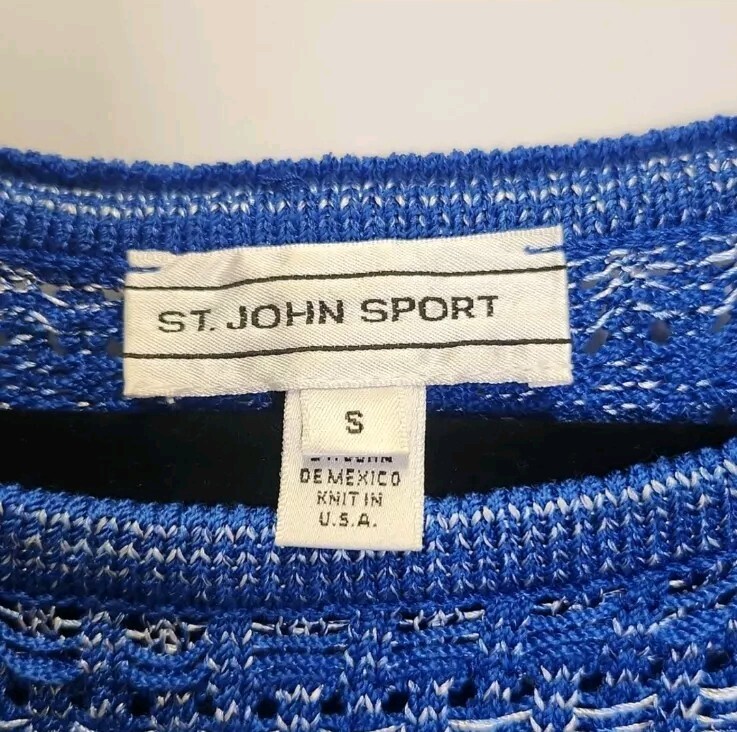 ST. JOHN SPORT
S
DE MEXICO
KNIT IN
U.S.A.